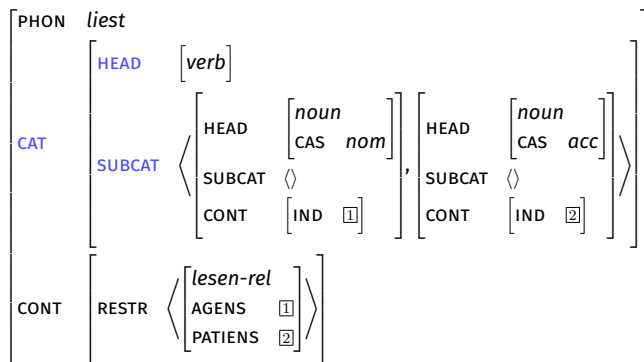 PHON liest
HEAD [verb]
HEAD [noun CAS nom] HEAD [noun CAS acc]
CAT SUBCAT ⟨ SUBCAT ⟨⟩ , SUBCAT ⟨⟩ ⟩
CONT [IND 1] CONT [IND 2]
lesen-rel
CONT RESTR ⟨ AGENS 1 ⟩
PATIENS 2